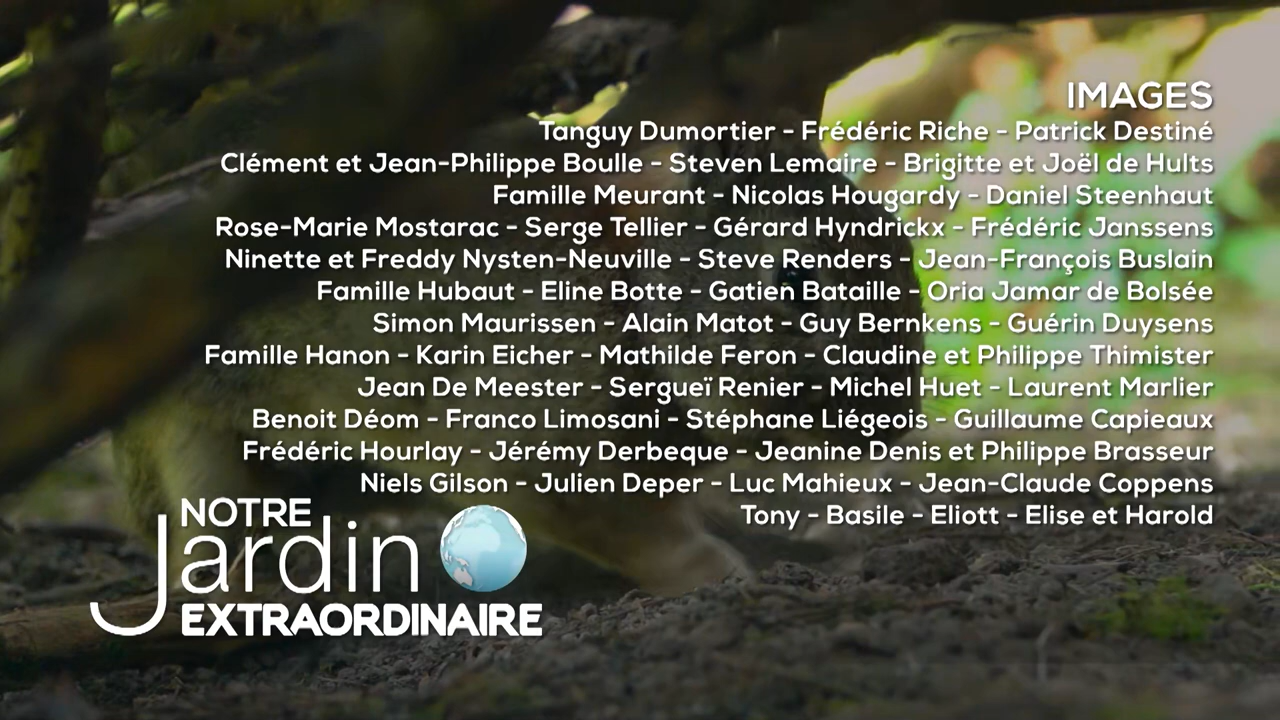 IMAGES
Tanguy Dumortier - Frédéric Riche - Patrick Destiné
Clément et Jean-Philippe Boulle - Steven Lemaire - Brigitte et Joël de Hults
Famille Meurant - Nicolas Hougardy - Daniel Steenhaut
Rose-Marie Mostarac - Serge Tellier - Gérard Hyndrickx - Frédéric Janssens
Ninette et Freddy Nysten-Neuville - Steve Renders - Jean-François Buslain
Famille Hubaut - Eline Botte - Gatien Bataille - Oria Jamar de Bolsée
Simon Maurissen - Alain Matot - Guy Bernkens - Guérin Duysens
Famille Hanon - Karin Eicher - Mathilde Feron - Claudine et Philippe Thimister
Jean De Meester - Sergueï Renier - Michel Huet - Laurent Marlier
Benoit Déom - Franco Limosani - Stéphane Liégeois - Guillaume Capieaux
Frédéric Hourlay - Jérémy Derbeque - Jeanine Denis et Philippe Brasseur
Niels Gilson - Julien Deper - Luc Mahieux - Jean-Claude Coppens
Tony - Basile - Eliott - Elise et Harold
NOTRE
Jardin
EXTRAORDINAIRE